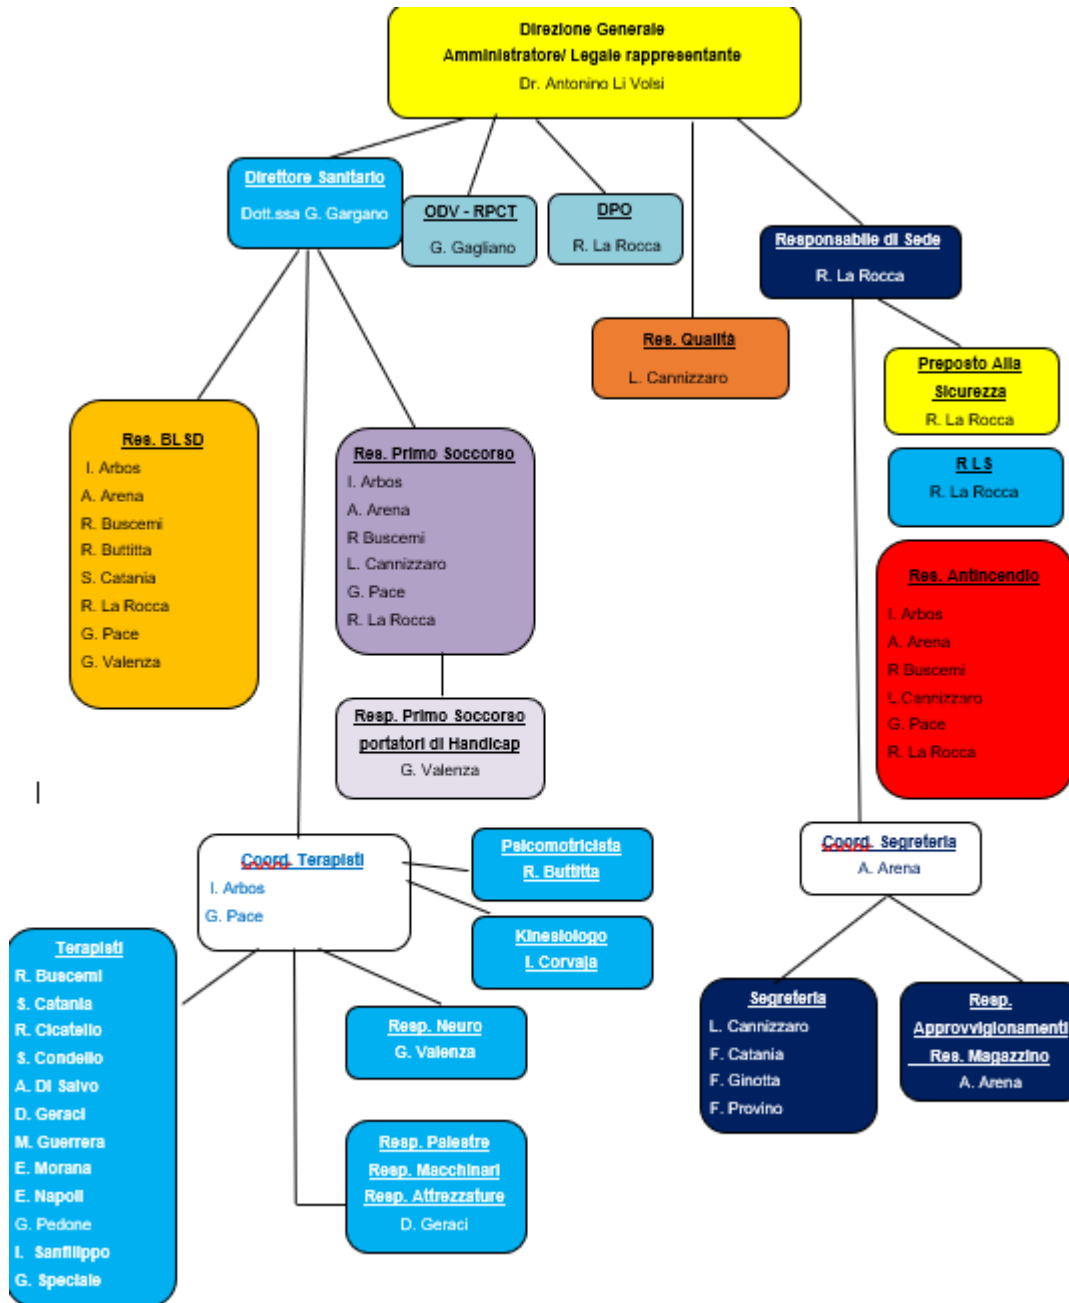 Direzione Generale
Amministratore/ Legale rappresentante
Dr. Antonino Li Volsi
Direttore Sanitario
Dott.ssa G. Gargano
ODV - RPCT
G. Gagliano
DPO
R. La Rocca
Responsabile di Sede
R. La Rocca
Res. Qualità
L. Cannizzaro
Preposto Alla
Sicurezza
R. La Rocca
R L S
R. La Rocca
Res. BLSD
I. Arbos
A. Arena
R. Buscemi
R. Buttitta
S. Catania
R. La Rocca
G. Pace
G. Valenza
Res. Primo Soccorso
I. Arbos
A. Arena
R Buscemi
L. Cannizzaro
G. Pace
R. La Rocca
Res. Antincendio
I. Arbos
A. Arena
R Buscemi
L.Cannizzaro
G. Pace
R. La Rocca
Resp. Primo Soccorso
portatori di Handicap
G. Valenza
Coord. Terapisti
I. Arbos
G. Pace
Psicomotricista
R. Buttitta
Kinesiologo
I. Corvaja
Coord. Segreteria
A. Arena
Terapisti
R. Buscemi
S. Catania
R. Cicatello
S. Condello
A. Di Salvo
D. Geraci
M. Guerrera
E. Morana
E. Napoli
G. Pedone
I. Sanfilippo
G. Speciale
Resp. Neuro
G. Valenza
Resp. Palestre
Resp. Macchinari
Resp. Attrezzature
D. Geraci
Segreteria
L. Cannizzaro
F. Catania
F. Ginotta
F. Provino
Resp.
Approvvigionamenti
Res. Magazzino
A. Arena